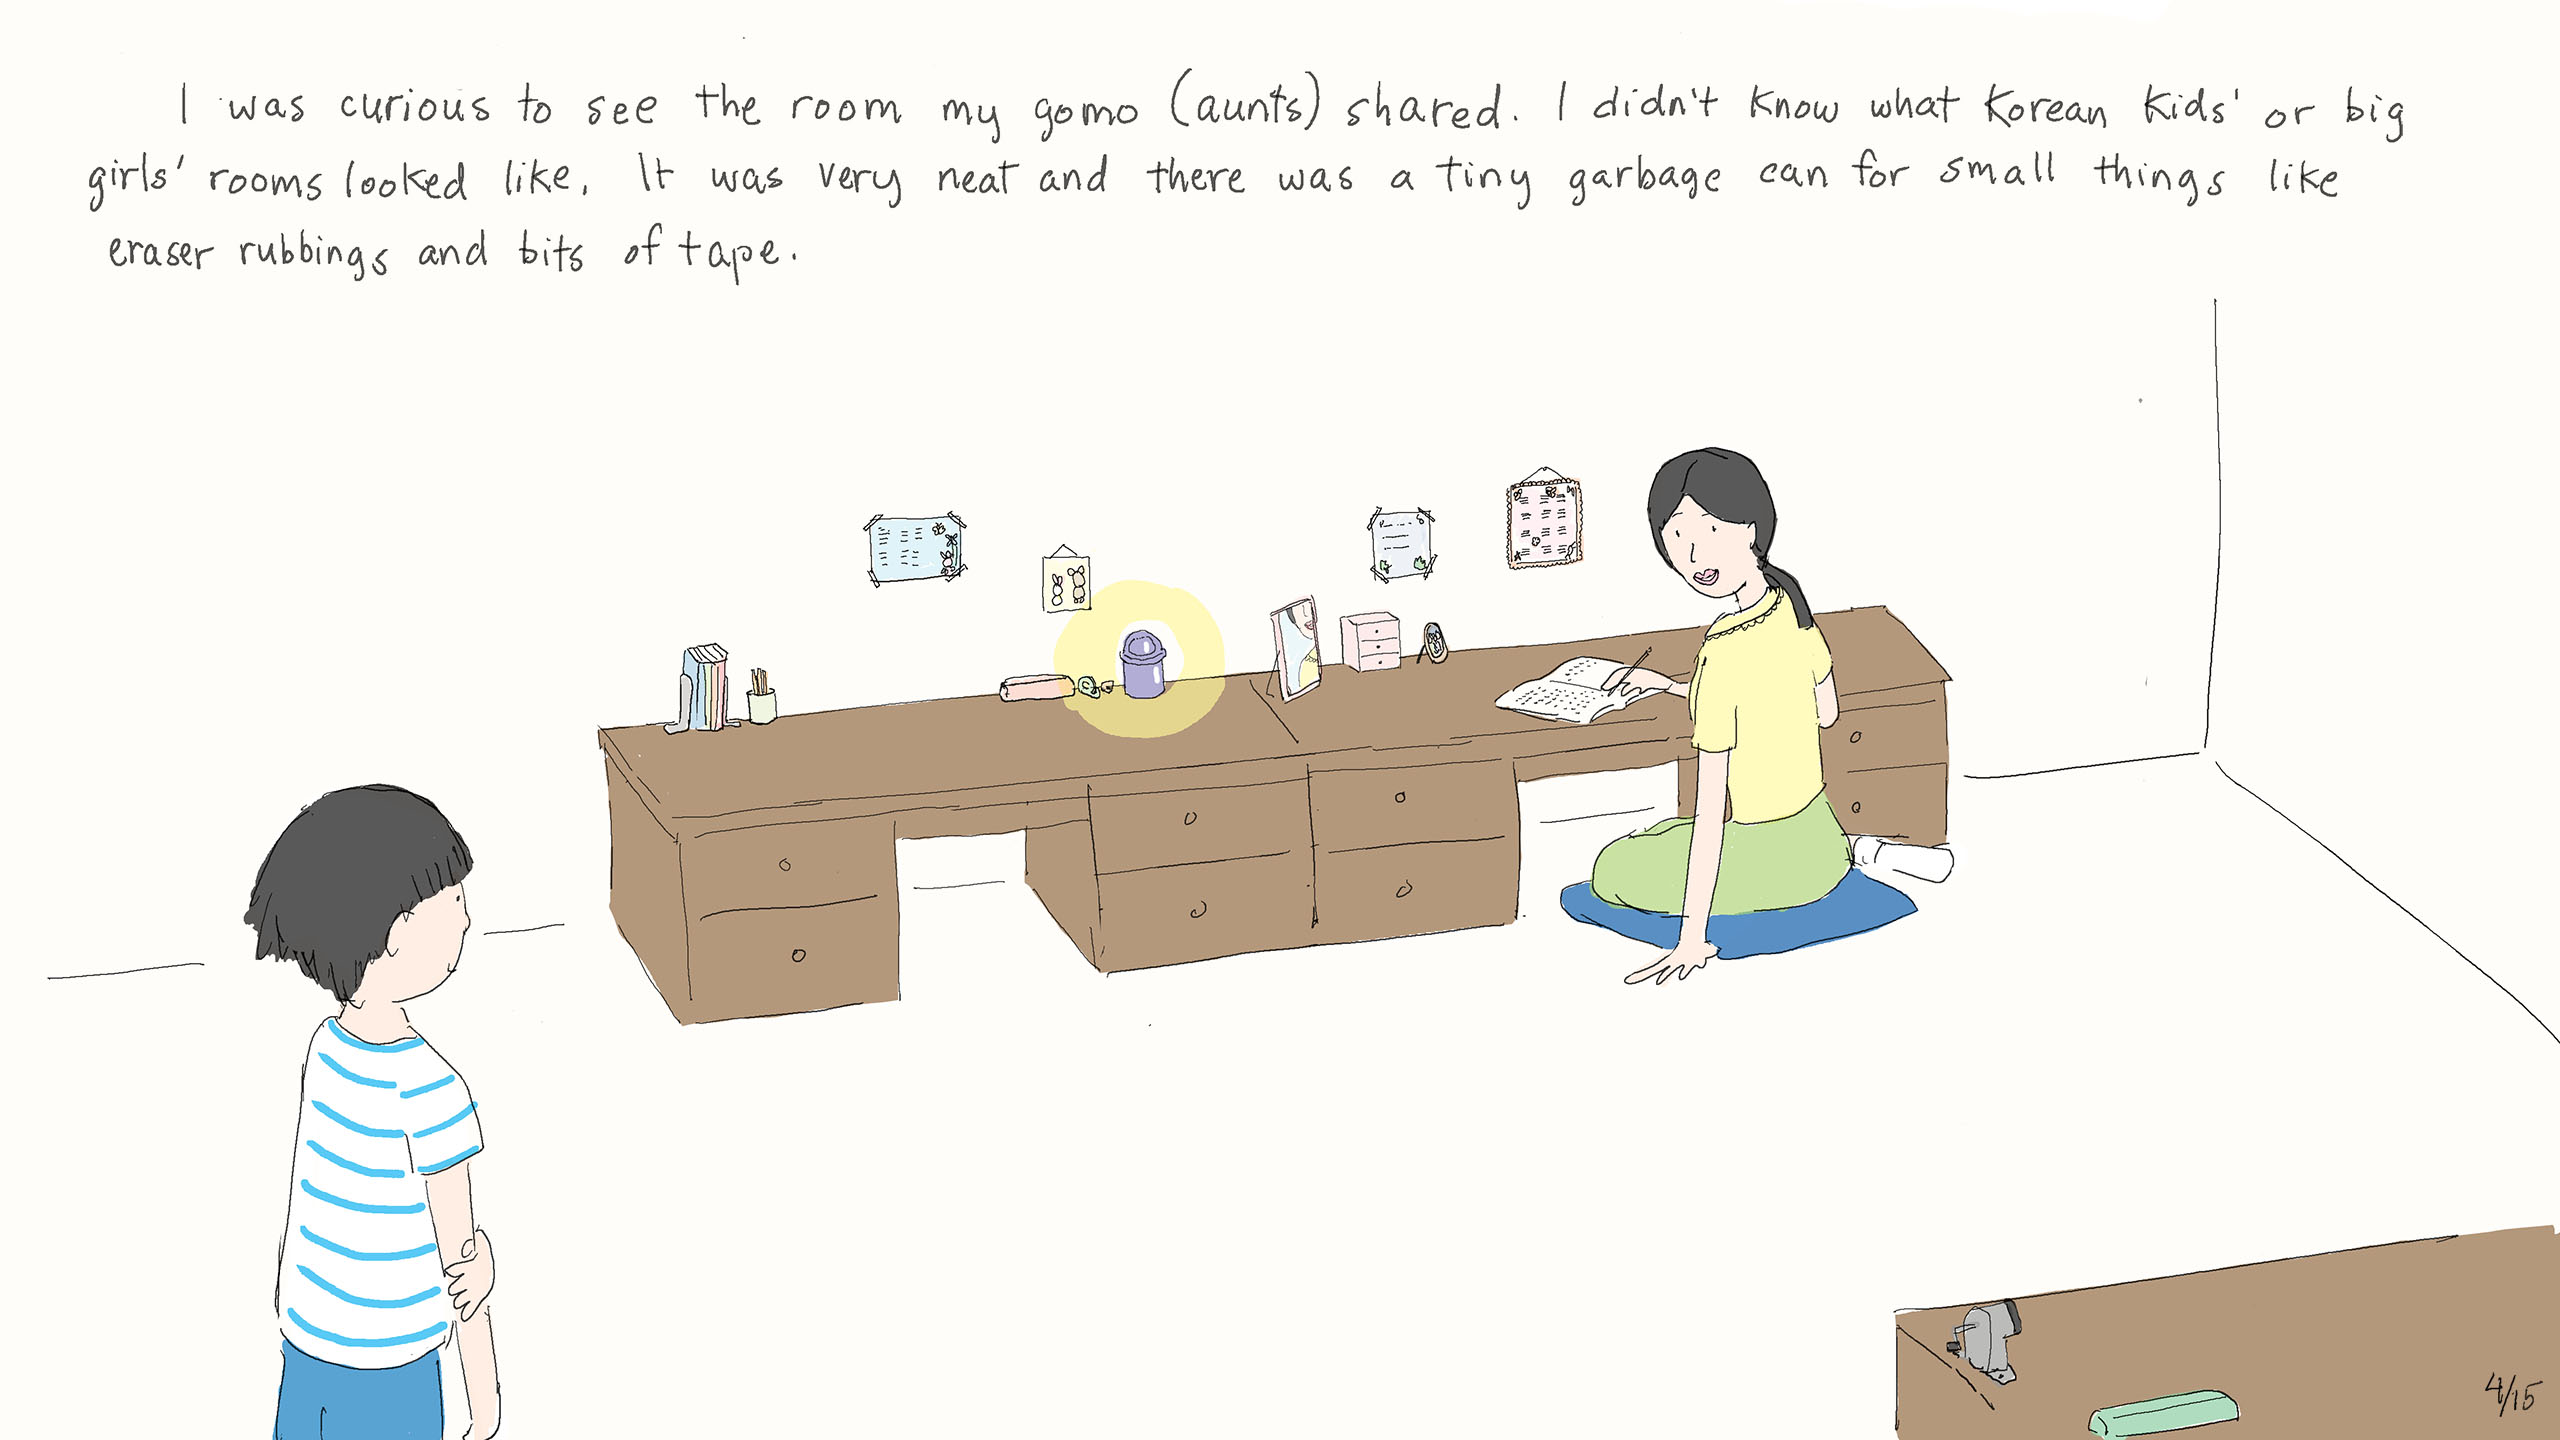 I was curious to see the room my gomo (aunts) shared. I didn't know what Korean kids' or big
girls' rooms looked like. It was very neat and there was a tiny garbage can for small things like
eraser rubbings and bits of tape.
4/15